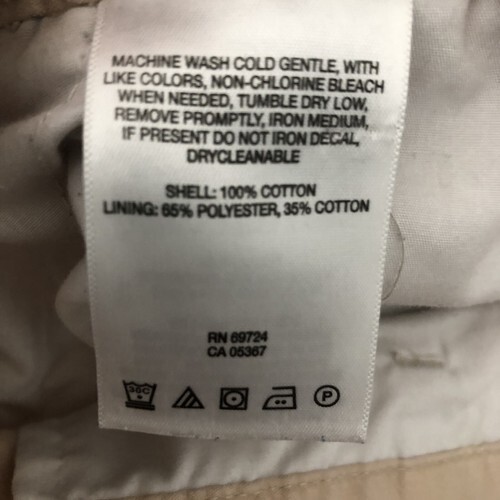 MACHINE WASH COLD GENTLE, WITH
LIKE COLORS, NON-CHLORINE BLEACH
WHEN NEEDED, TUMBLE DRY LOW,
REMOVE PROMPTLY, IRON MEDIUM,
IF PRESENT DO NOT IRON DECAL,
DRYCLEANABLE
SHELL: 100% COTTON
LINING: 65% POLYESTER, 35% COTTON
RN 69724
CA 05367
30C P